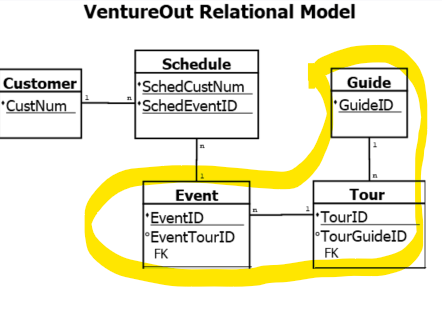 VentureOut Relational Model
Customer
*CustNum
1
n
Schedule
*SchedCustNum
*SchedEventID
n
1
Guide
*GuideID
1
n
Event
*EventID
°EventTourID
FK
n
1
Tour
*TourID
°TourGuideID
FK